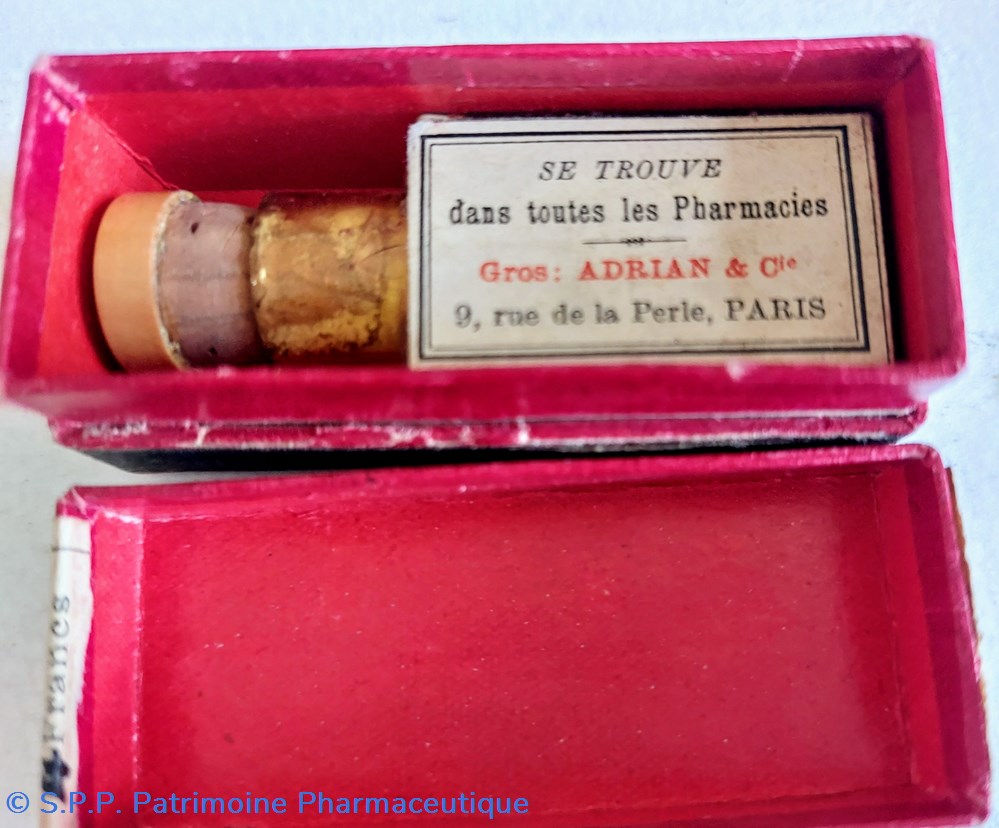 SE TROUVE
dans toutes les Pharmacies
Gros: ADRIAN & Cie
9, rue de la Perle, PARIS
Francs
© S.P.P. Patrimoine Pharmaceutique